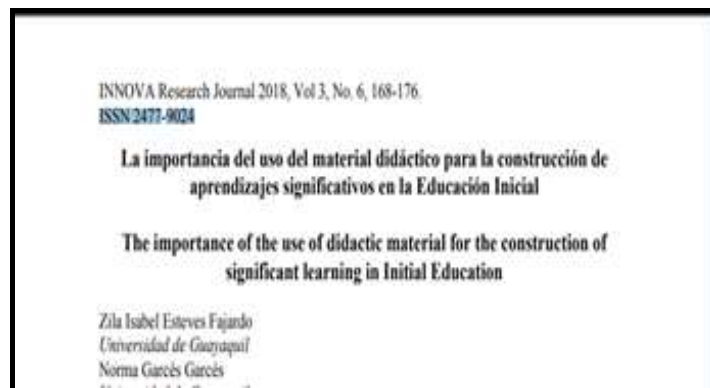 INNOVA Research Journal 2018, Vol 3, No. 6, 168-176.
ISSN 2477-9024
La importancia del uso del material didáctico para la construcción de
aprendizajes significativos en la Educación Inicial
The importance of the use of didactic material for the construction of
significant learning in Initial Education
Zila Isabel Esteves Fajardo
Universidad de Guayaquil
Norma Garcés Garcés